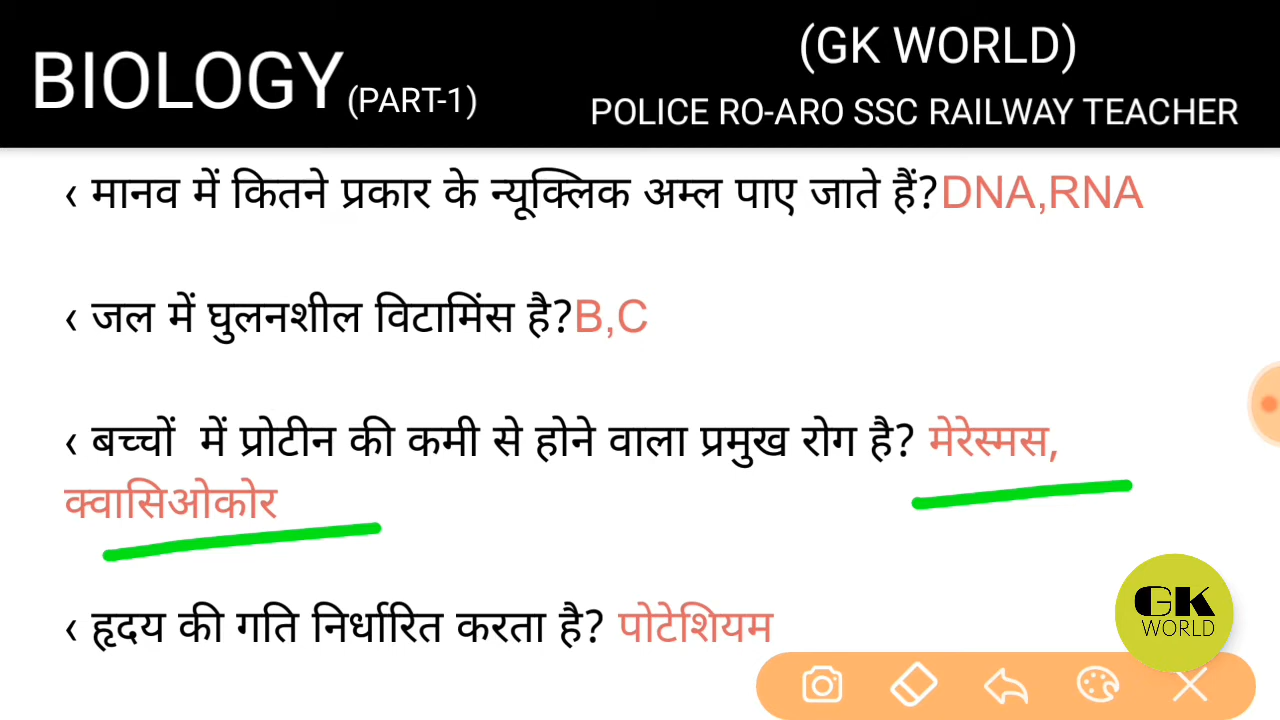 BIOLOGY (PART-1)
(GK WORLD)
POLICE RO-ARO SSC RAILWAY TEACHER
‹ मानव में कितने प्रकार के न्यूक्लिक अम्ल पाए जाते हैं?DNA,RNA
‹ जल में घुलनशील विटामिंस है?B,C
‹ बच्चों  में प्रोटीन की कमी से होने वाला प्रमुख रोग है? मेरेस्मस,
क्वासिओकोर
‹ हृदय की गति निर्धारित करता है? पोटेशियम
GK
WORLD